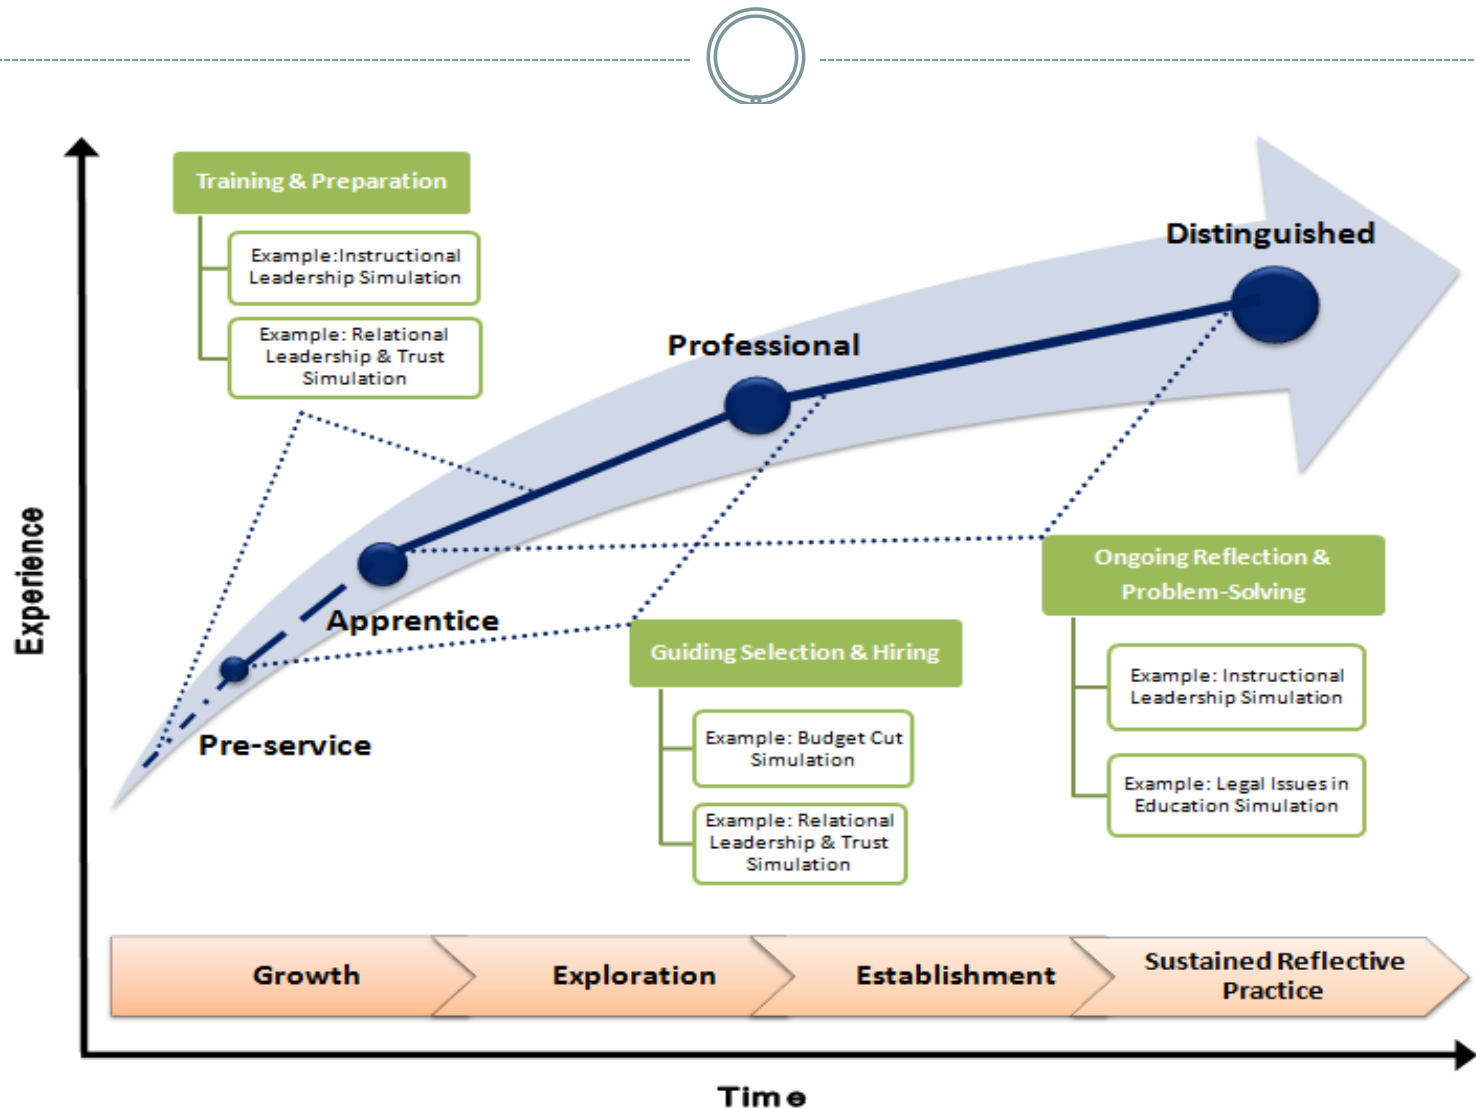 Training & Preparation
Example:Instructional
Leadership Simulation
Example: Relational
Leadership & Trust
Simulation
Distinguished
Professional
Apprentice
Pre-service
Experience
Guiding Selection & Hiring
Example: Budget Cut
Simulation
Example: Relational
Leadership & Trust
Simulation
Ongoing Reflection &
Problem-Solving
Example: Instructional
Leadership Simulation
Example: Legal Issues in
Education Simulation
Growth
Exploration
Establishment
Sustained Reflective
Practice
Time